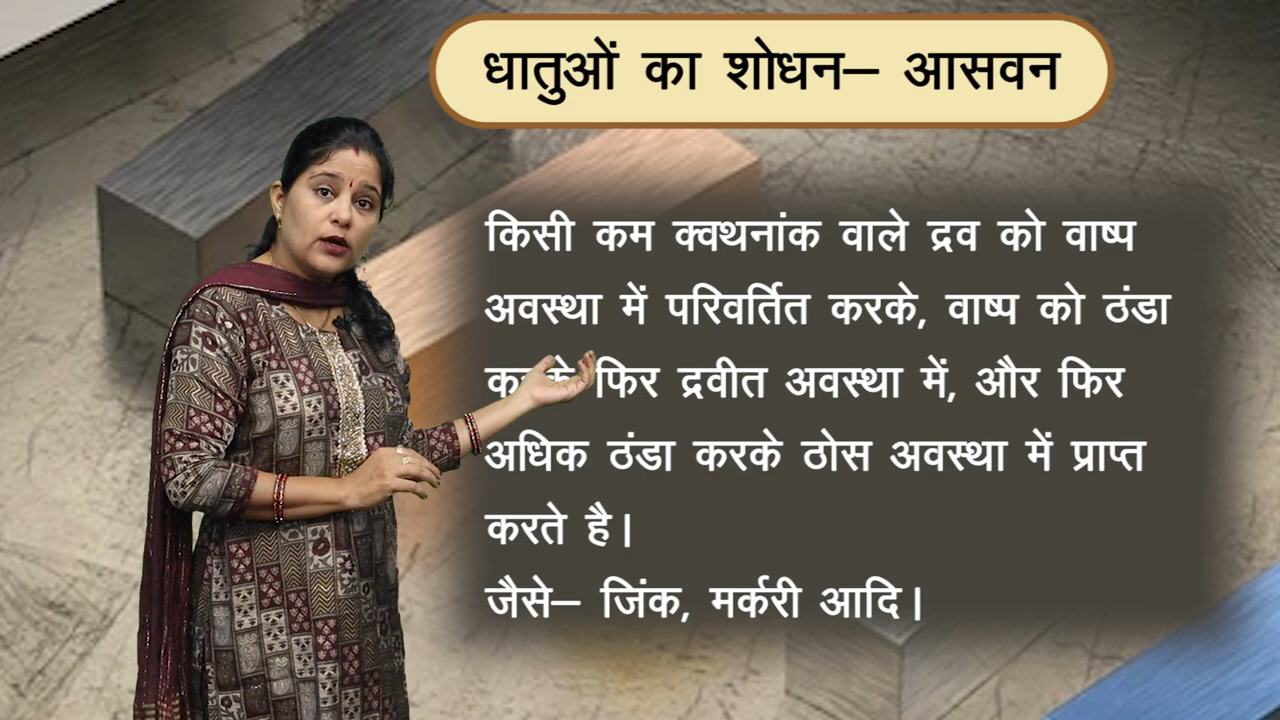 धातुओं का शोधन– आसवन
किसी कम क्वथनांक वाले द्रव को वाष्प
अवस्था में परिवर्तित करके, वाष्प को ठंडा
करके फिर द्रवीत अवस्था में, और फिर
अधिक ठंडा करके ठोस अवस्था में प्राप्त
करते है।
जैसे– जिंक, मर्करी आदि।